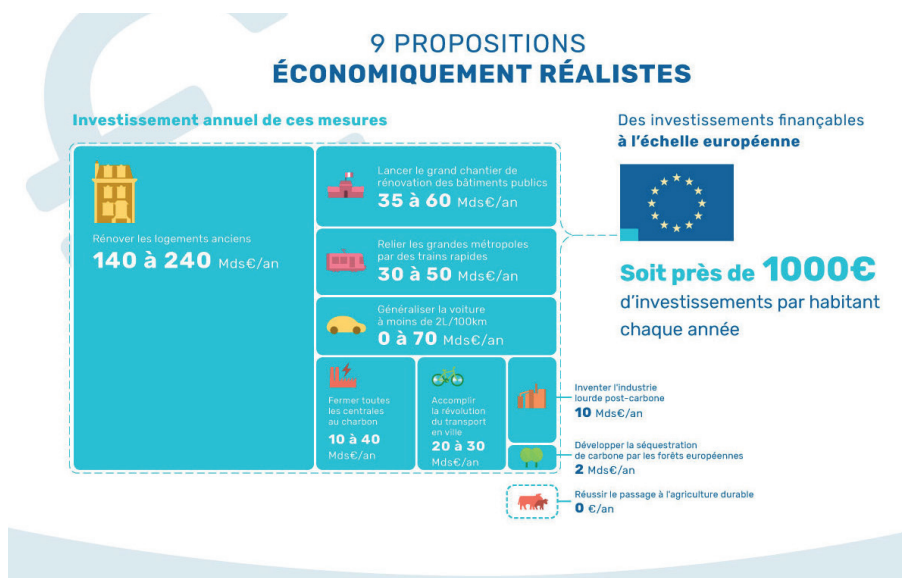 9 PROPOSITIONS
ÉCONOMIQUEMENT RÉALISTES
Investissement annuel de ces mesures
Rénover les logements anciens
140 à 240 Mds€/an
Lancer le grand chantier de
rénovation des bâtiments publics
35 à 60 Mds€/an
Relier les grandes métropoles
par des trains rapides
30 à 50 Mds€/an
Généraliser la voiture
à moins de 2L/100km
0 à 70 Mds€/an
Fermer toutes
les centrales
au charbon
10 à 40
Mds€/an
Accomplir
la révolution
du transport
en ville
20 à 30
Mds€/an
Des investissements finançables
à l'échelle européenne
Soit près de 1000€
d'investissements par habitant
chaque année
Inventer l'industrie
lourde post-carbone
10 Mds€/an
Développer la séquestration
de carbone par les forêts européennes
2 Mds€/an
Réussir le passage à l'agriculture durable
0 €/an